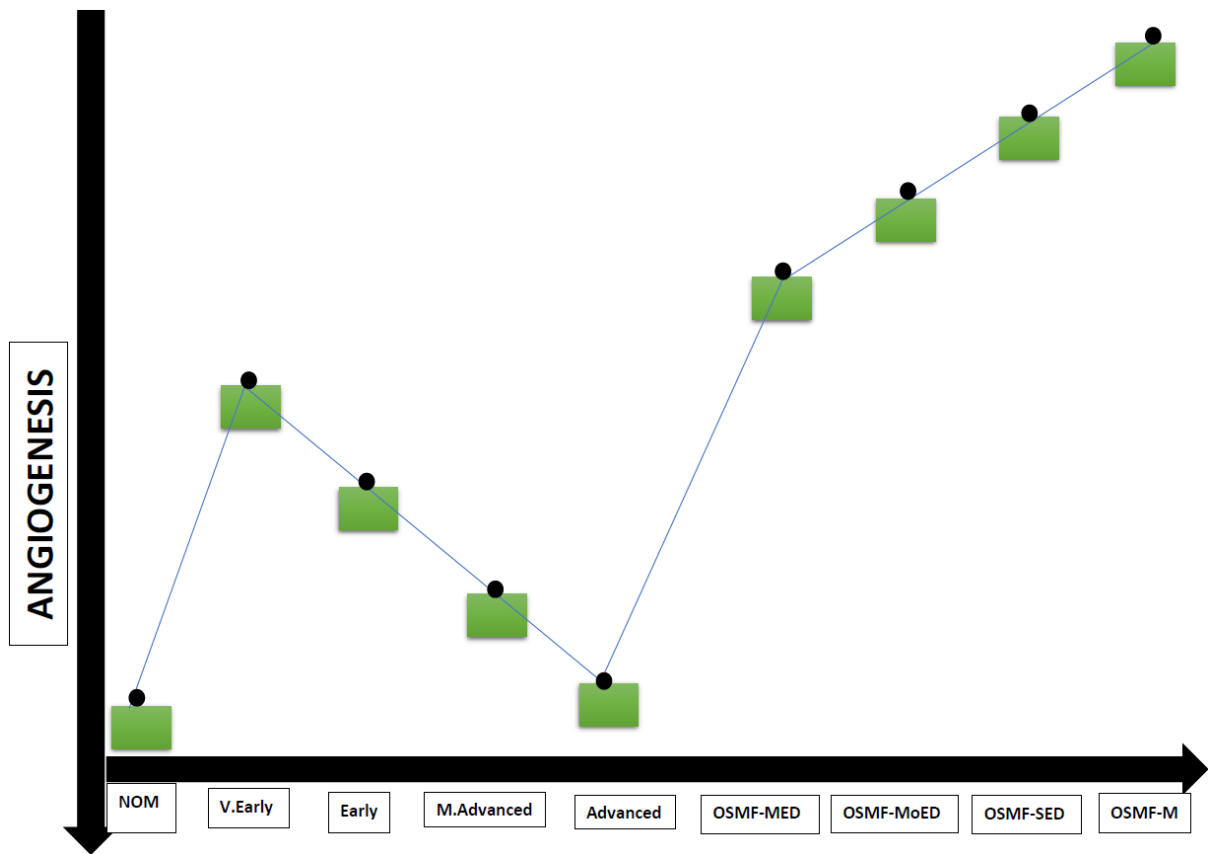 ANGIOGENESIS
NOM
V.Early
Early
M.Advanced
Advanced
OSMF-MED
OSMF-MoED
OSMF-SED
OSMF-M